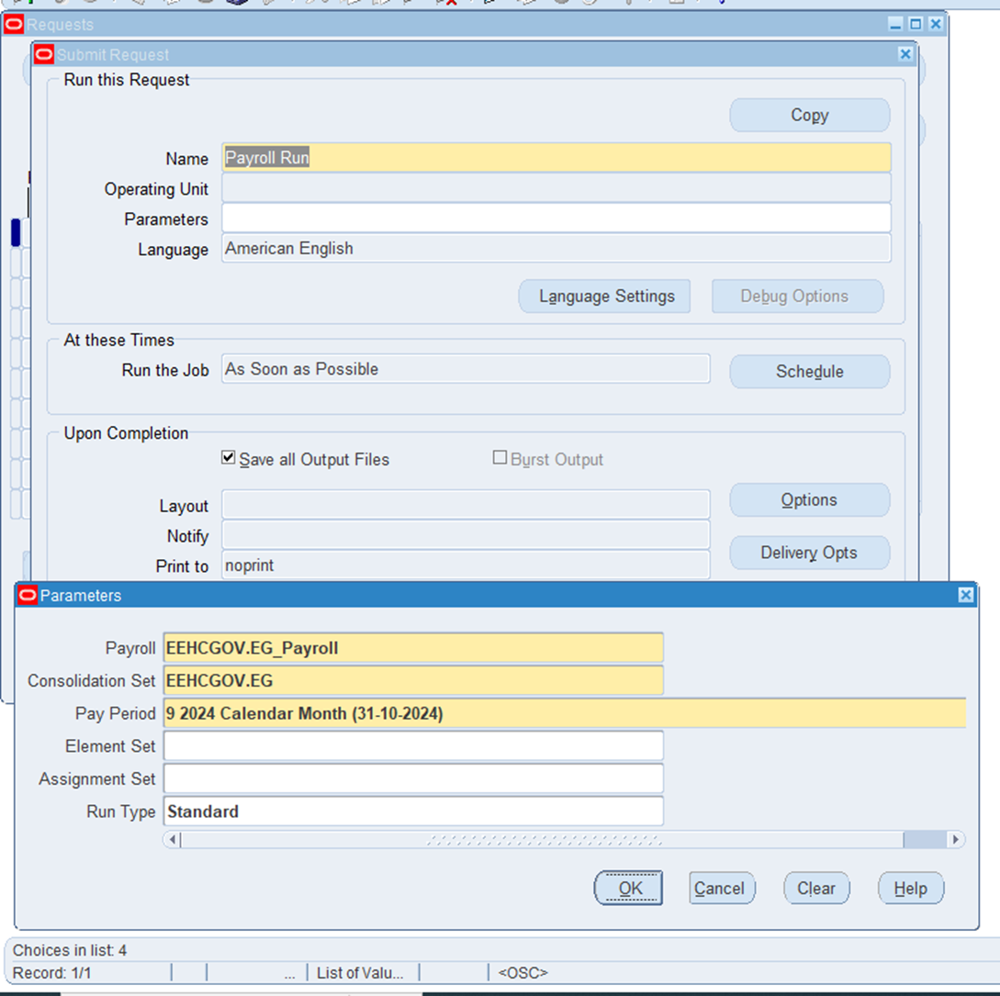 Requests
Submit Request
Run this Request
Copy
Name Payroll Run
Operating Unit
Parameters
Language American English
Language Settings Debug Options
At these Times
Run the Job As Soon as Possible Schedule
Upon Completion
Save all Output Files Burst Output
Layout Options
Notify
Delivery Opts
Print to noprint
Parameters
Payroll EEHCGOV.EG_Payroll
Consolidation Set EEHCGOV.EG
Pay Period 9 2024 Calendar Month (31-10-2024)
Element Set
Assignment Set
Run Type Standard
OK Cancel Clear Help
Choices in list: 4
Record: 1/1 ... List of Valu... <OSC>